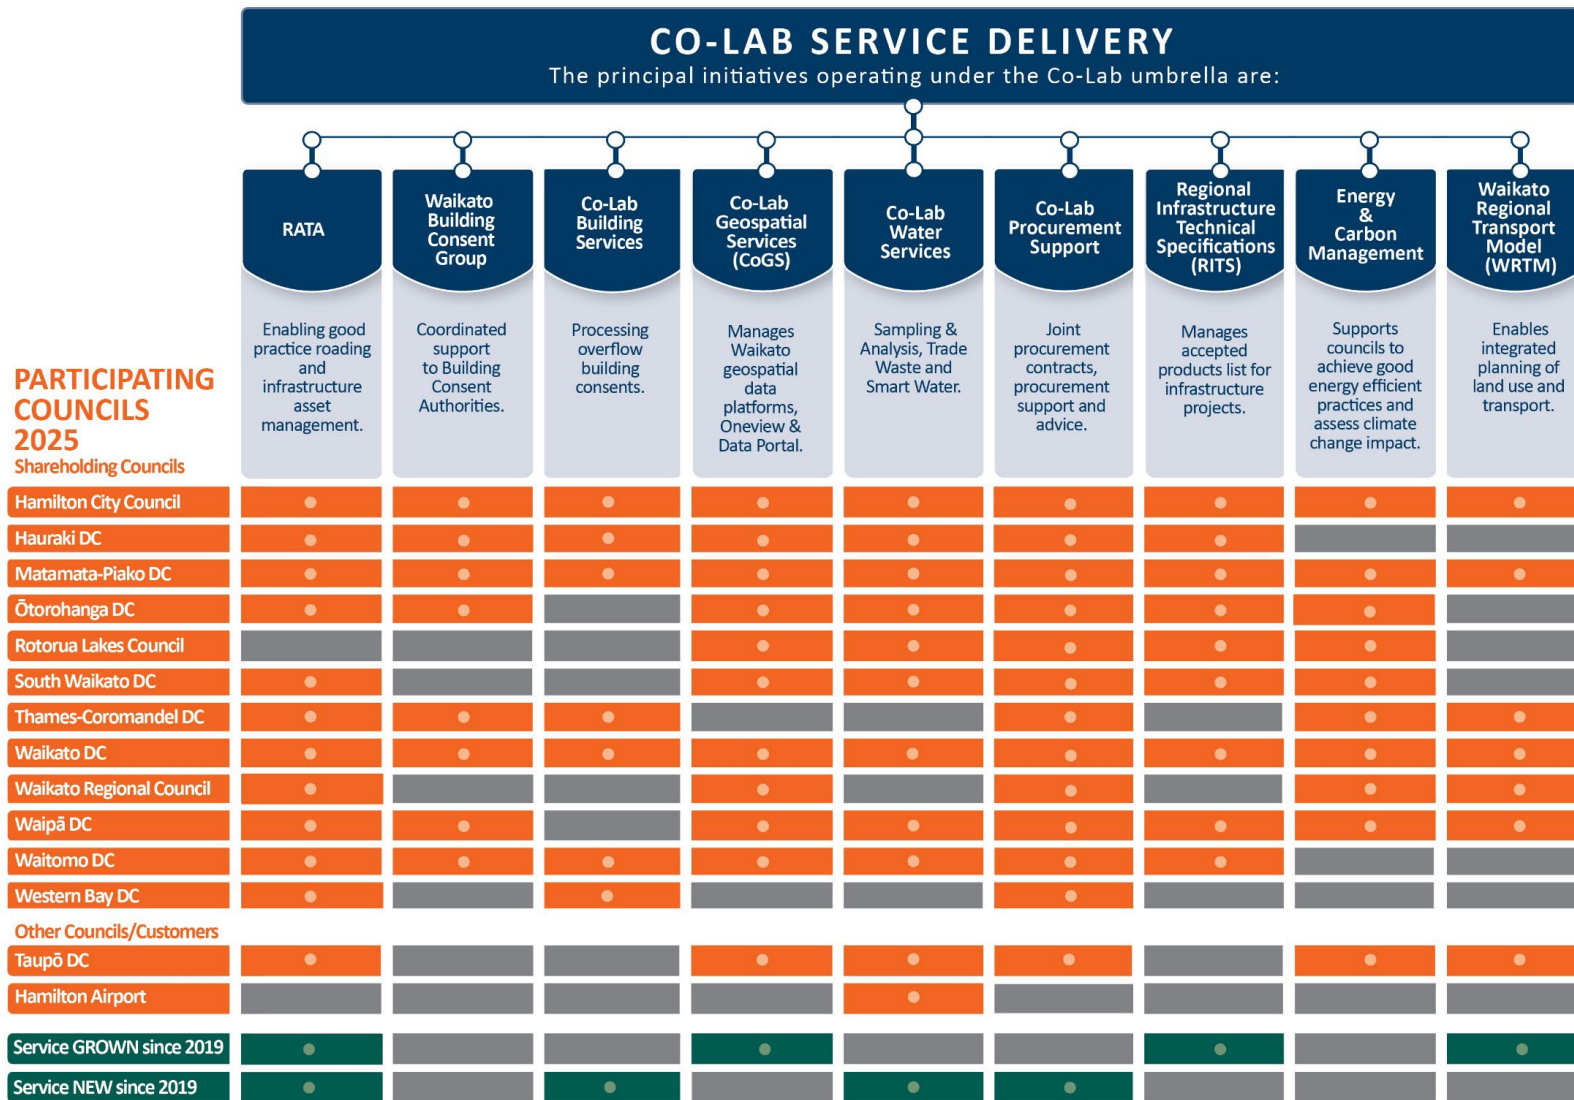 CO-LAB SERVICE DELIVERY
The principal initiatives operating under the Co-Lab umbrella are:
RATA
Waikato
Building
Consent
Group
Co-Lab
Building
Services
Co-Lab
Geospatial
Services
(CoGS)
Co-Lab
Water
Services
Co-Lab
Procurement
Support
Regional
Infrastructure
Technical
Specifications
(RITS)
Energy
&
Carbon
Management
Waikato
Regional
Transport
Model
(WRTM)
Enabling good
practice roading
and
infrastructure
asset
management.
Coordinated
support
to Building
Consent
Authorities.
Processing
overflow
building
consents.
Manages
Waikato
geospatial
data
platforms,
Oneview &
Data Portal.
Sampling &
Analysis, Trade
Waste and
Smart Water.
Joint
procurement
contracts,
procurement
support and
advice.
Manages
accepted
products list for
infrastructure
projects.
Supports
councils to
achieve good
energy efficient
practices and
assess climate
change impact.
Enables
integrated
planning of
land use and
transport.
PARTICIPATING
COUNCILS
2025
Shareholding Councils
Hamilton City Council
Hauraki DC
Matamata-Piako DC
Ōtorohanga DC
Rotorua Lakes Council
South Waikato DC
Thames-Coromandel DC
Waikato DC
Waikato Regional Council
Waipā DC
Waitomo DC
Western Bay DC
Other Councils/Customers
Taupō DC
Hamilton Airport
Service GROWN since 2019
Service NEW since 2019